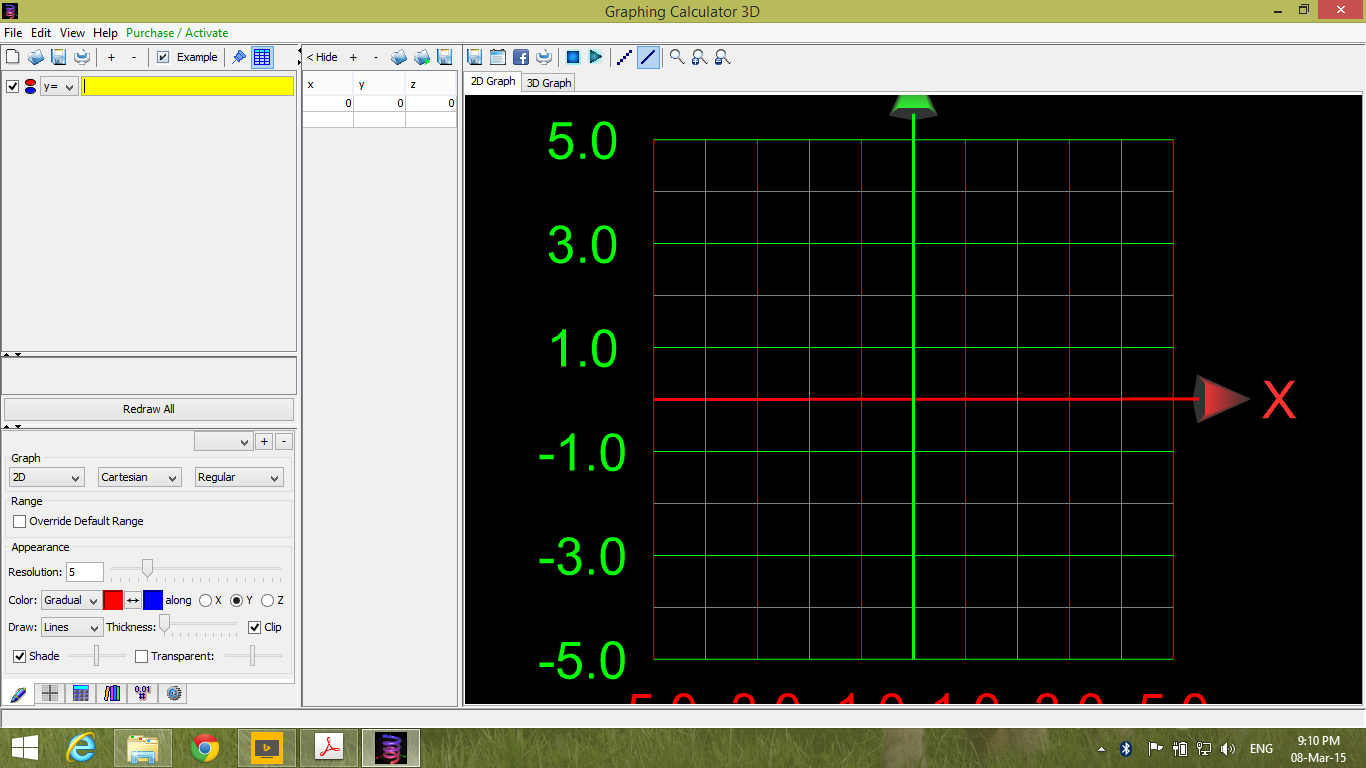 Graphing Calculator 3D
File Edit View Help Purchase / Activate
+ - Example
< Hide + -
2D Graph 3D Graph
y=
x y z
0 0 0
5.0
3.0
1.0
X
-1.0
-3.0
-5.0
Redraw All
+ -
Graph
2D Cartesian Regular
Range
Override Default Range
Appearance
Resolution: 5
Color: Gradual along X Y Z
Draw: Lines Thickness: Clip
Shade Transparent:
0.01
#
ENG
9:10 PM
08-Mar-15